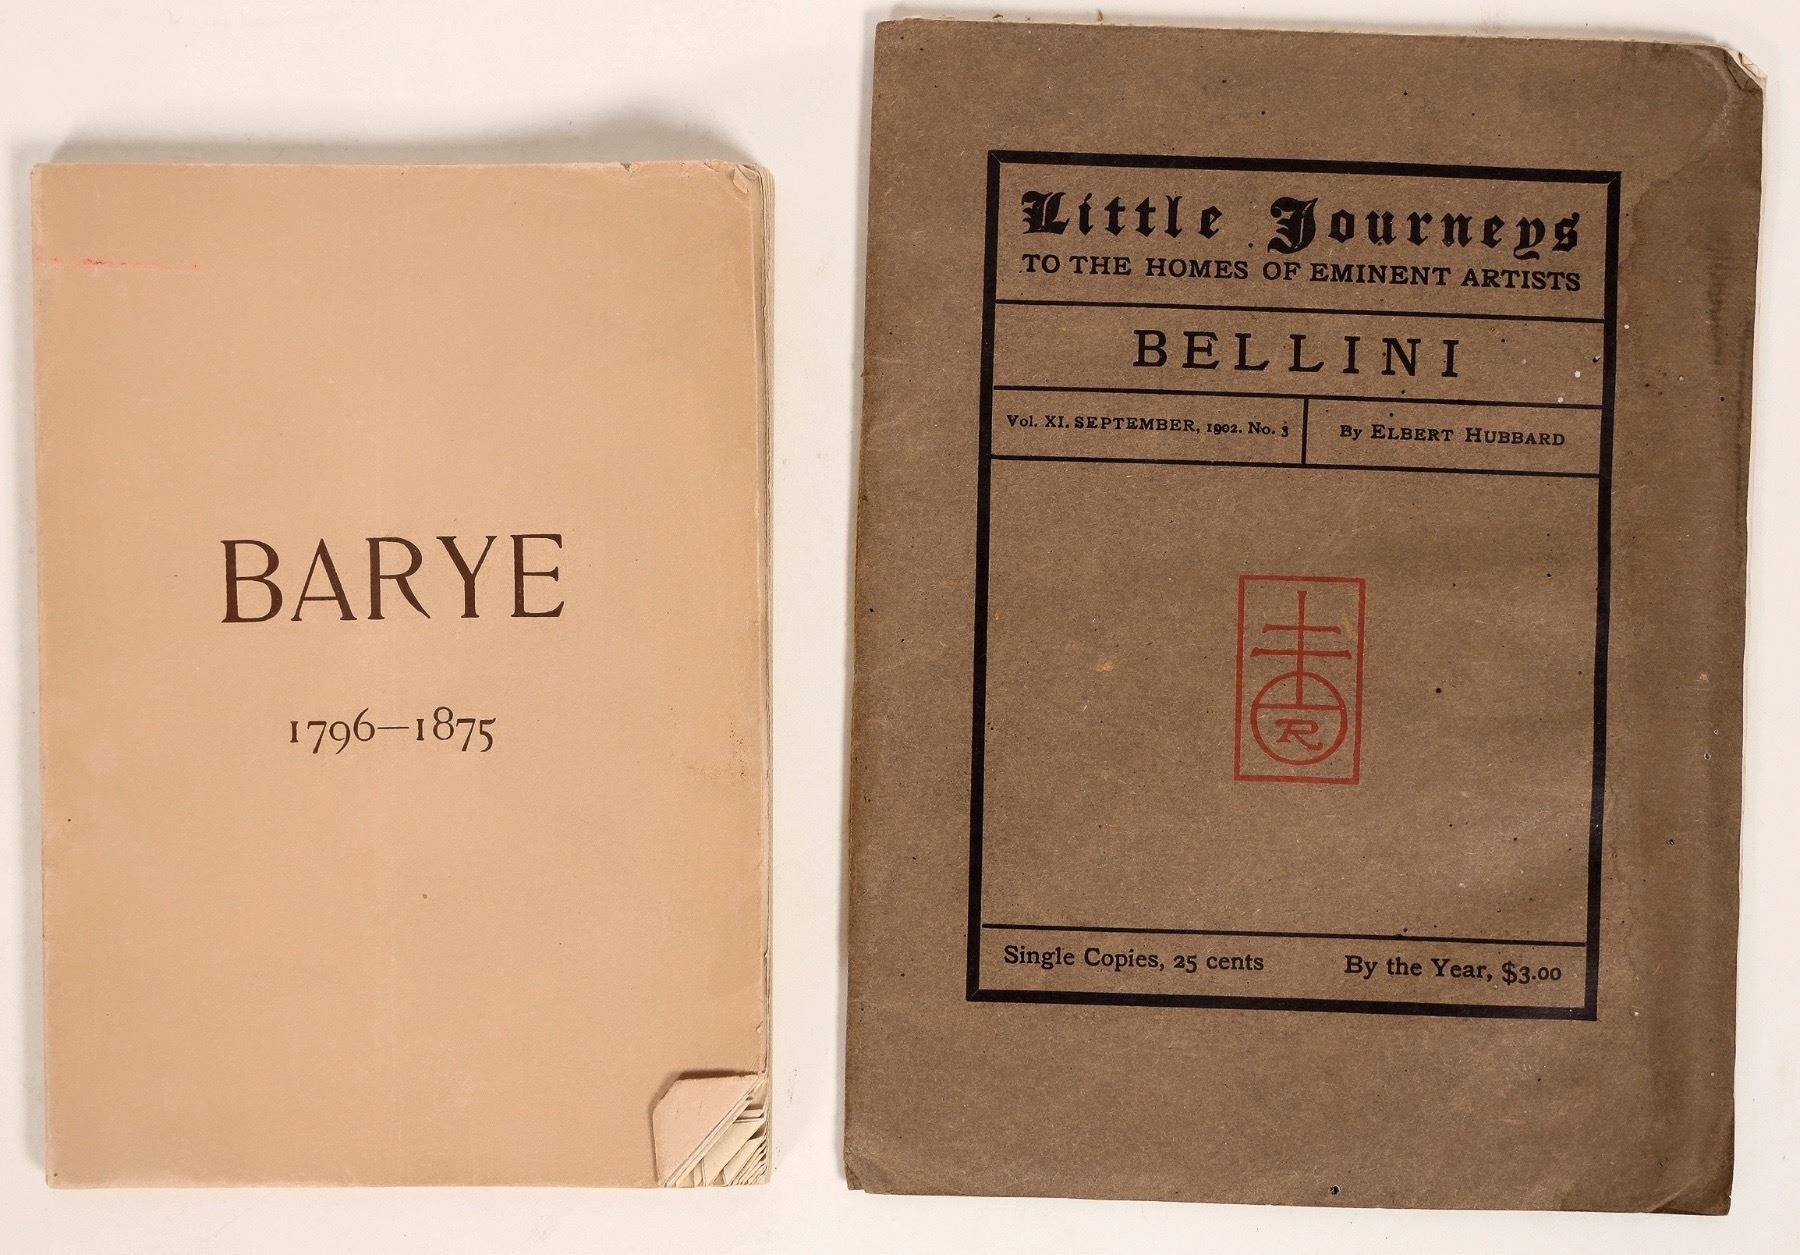 BARYE
1796—1875
Little Journeys
TO THE HOMES OF EMINENT ARTISTS
BELLINI
Vol. XI. SEPTEMBER, 1902. No. 3
By ELBERT HUBBARD
R
Single Copies, 25 cents
By the Year, $3.00